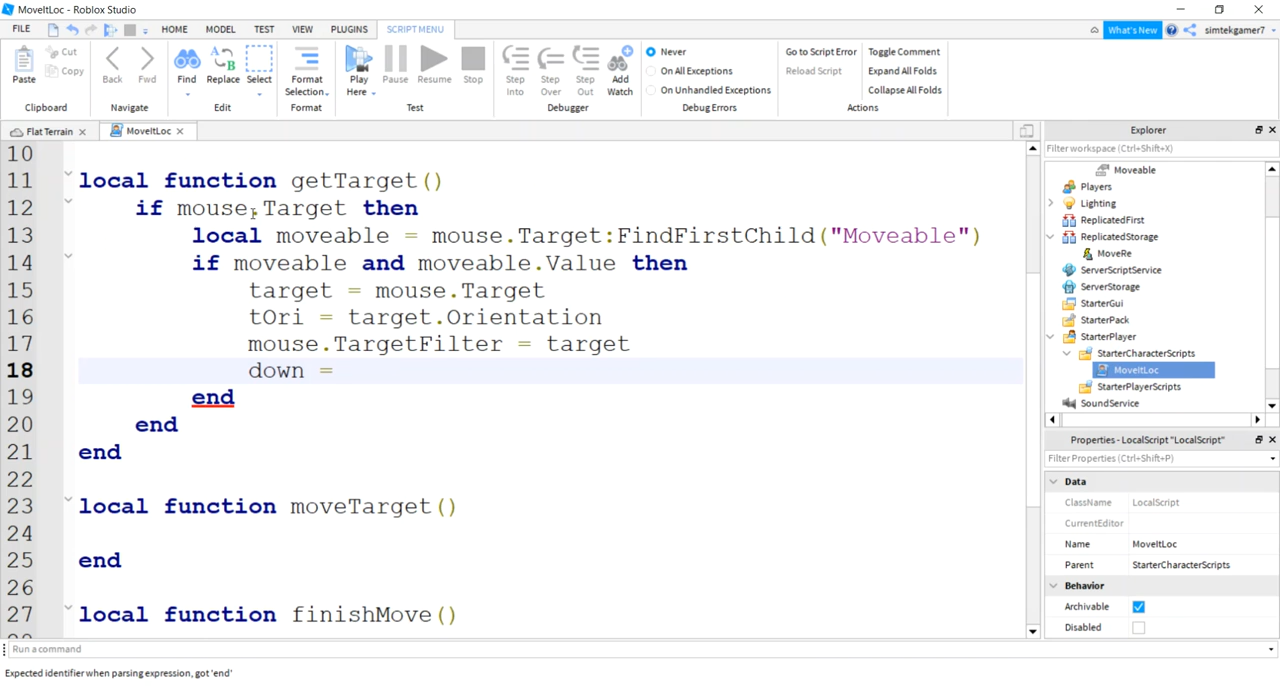 MoveItLoc - Roblox Studio
FILE HOME MODEL TEST VIEW PLUGINS SCRIPT MENU What's New simtekgamer7
Paste Cut Copy Back Fwd Find Replace Select Format Selection Play Here Pause Resume Stop Step Into Step Over Step Out Add Watch Never On All Exceptions On Unhandled Exceptions Go to Script Error Reload Script Toggle Comment Expand All Folds Collapse All Folds
Clipboard Navigate Edit Format Test Debugger Debug Errors Actions
Flat Terrain MoveItLoc
10
11 local function getTarget()
12 if mouse.Target then
13 local moveable = mouse.Target:FindFirstChild("Moveable")
14 if moveable and moveable.Value then
15 target = mouse.Target
16 tOri = target.Orientation
17 mouse.TargetFilter = target
18 down =
19 end
20 end
21 end
22
23 local function moveTarget()
24
25 end
26
27 local function finishMove()
Explorer
Filter workspace (Ctrl+Shift+X)
Moveable
Players
Lighting
ReplicatedFirst
ReplicatedStorage
MoveRe
ServerScriptService
ServerStorage
StarterGui
StarterPack
StarterPlayer
StarterCharacterScripts
MoveItLoc
StarterPlayerScripts
SoundService
Properties - LocalScript "LocalScript"
Filter Properties (Ctrl+Shift+P)
Data
ClassName LocalScript
CurrentEditor
Name MoveItLoc
Parent StarterCharacterScripts
Behavior
Archivable
Disabled
Run a command
Expected identifier when parsing expression, got 'end'